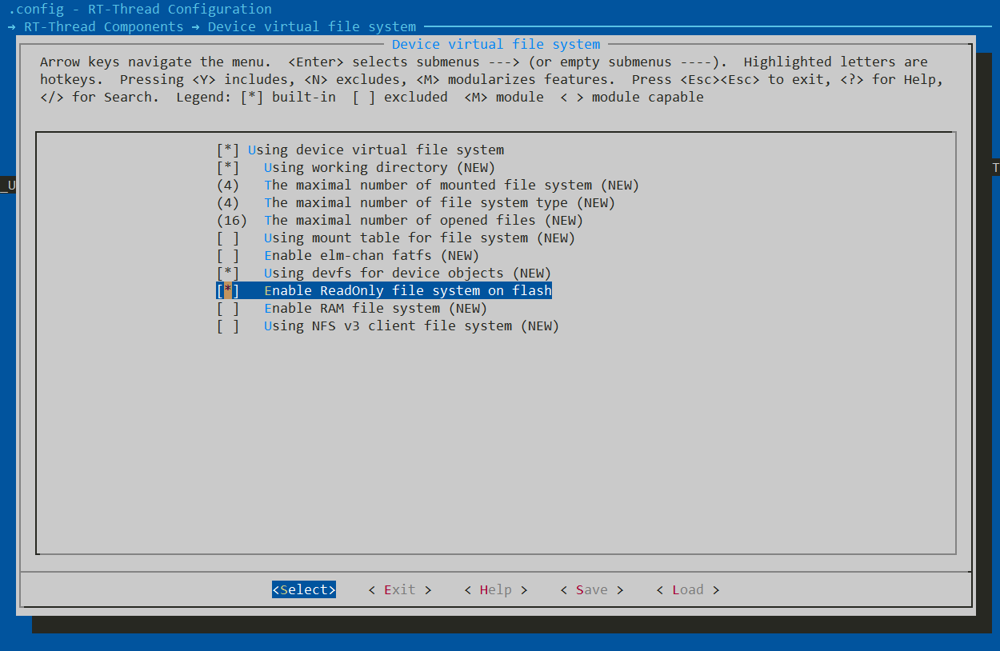 .config - RT-Thread Configuration
→ RT-Thread Components → Device virtual file system
Device virtual file system
Arrow keys navigate the menu.  <Enter> selects submenus ---> (or empty submenus ----).  Highlighted letters are
hotkeys.  Pressing <Y> includes, <N> excludes, <M> modularizes features.  Press <Esc><Esc> to exit, <?> for Help,
</> for Search.  Legend: [*] built-in  [ ] excluded  <M> module  < > module capable
[*] Using device virtual file system
[*]   Using working directory (NEW)
_U T
(4)   The maximal number of mounted file system (NEW)
(4)   The maximal number of file system type (NEW)
(16)  The maximal number of opened files (NEW)
[ ]   Using mount table for file system (NEW)
[ ]   Enable elm-chan fatfs (NEW)
[*]   Using devfs for device objects (NEW)
[*]   Enable ReadOnly file system on flash
[ ]   Enable RAM file system (NEW)
[ ]   Using NFS v3 client file system (NEW)
<Select>    < Exit >    < Help >    < Save >    < Load >